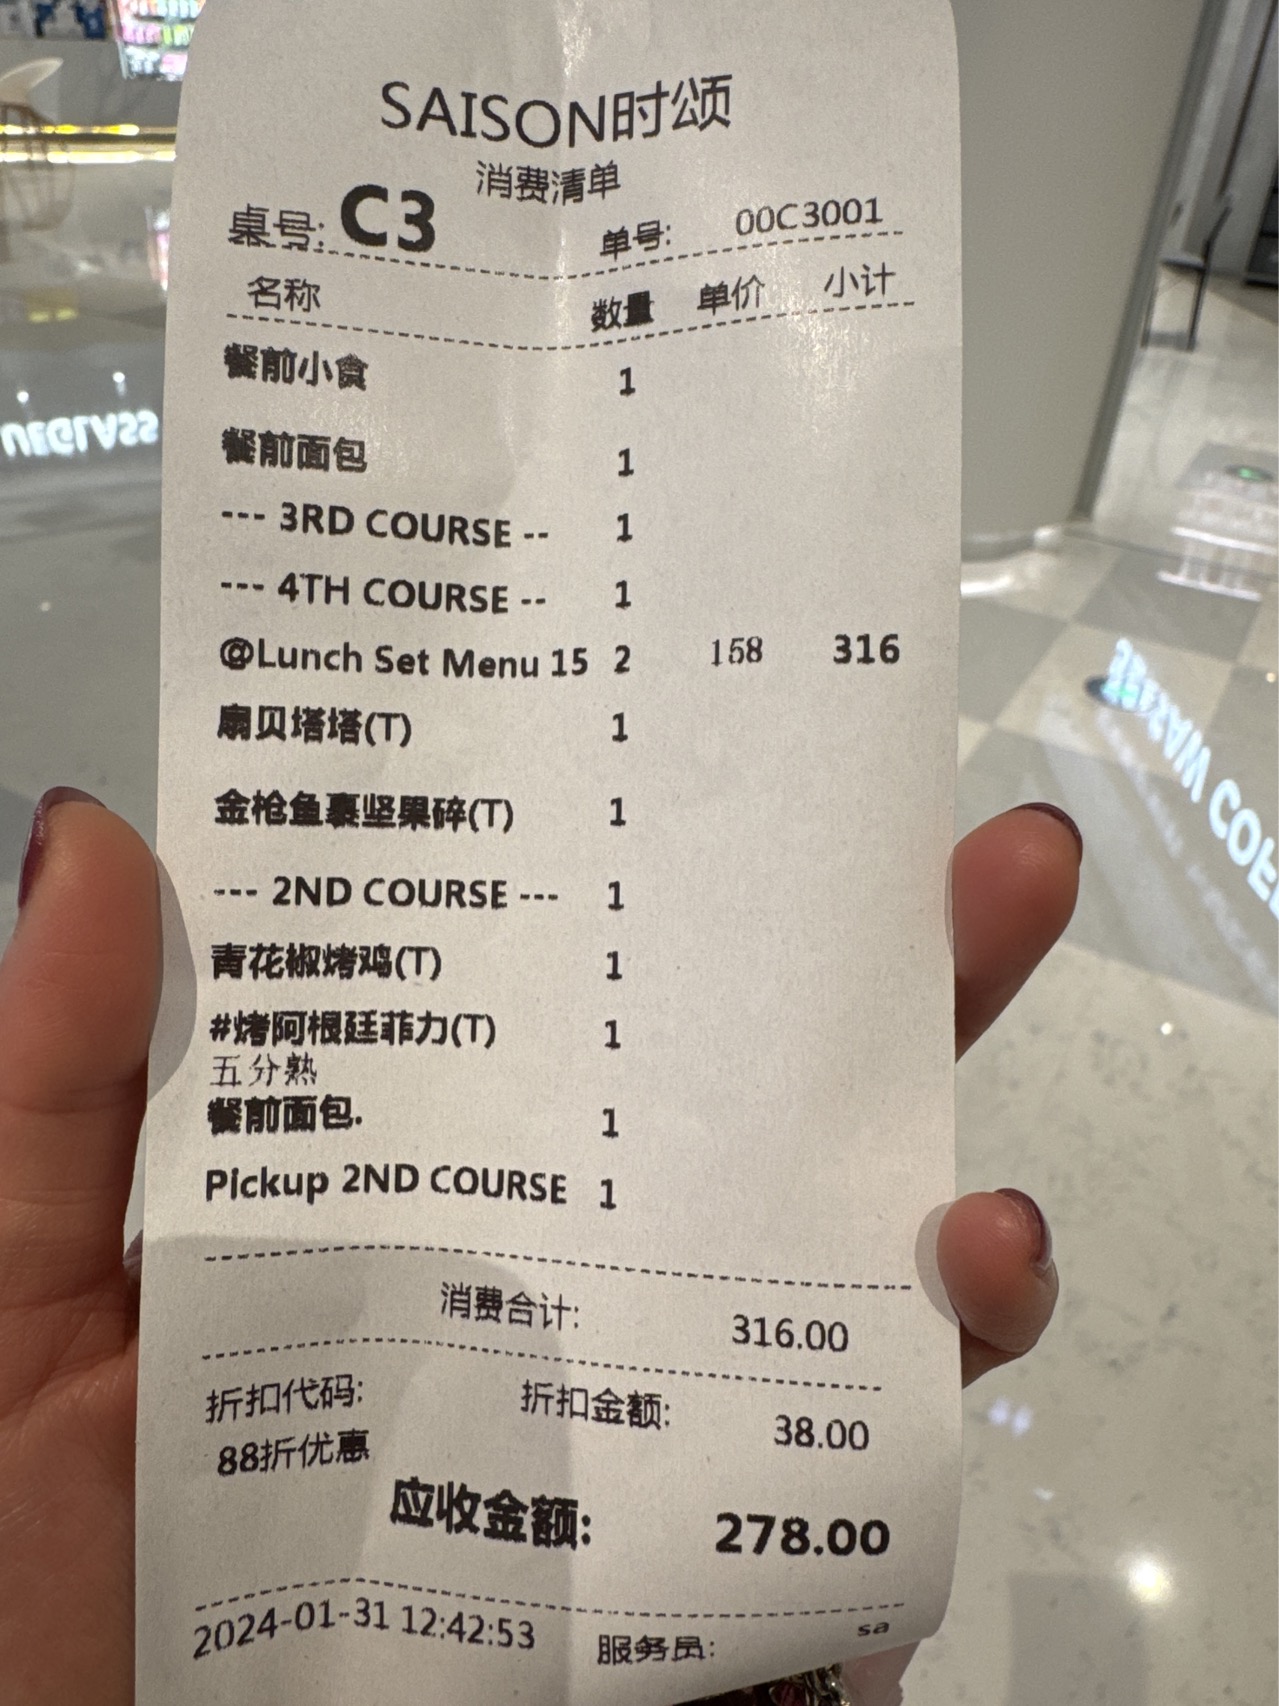 SAISON时颂
消费清单
桌号: C3 单号: 00C3001
名称 数量 单价 小计
餐前小食 1
餐前面包 1
--- 3RD COURSE -- 1
--- 4TH COURSE -- 1
@Lunch Set Menu 15 2 158 316
扇贝塔塔(T) 1
金枪鱼裹坚果碎(T) 1
--- 2ND COURSE --- 1
青花椒烤鸡(T) 1
#烤阿根廷菲力(T) 1
五分熟
餐前面包. 1
Pickup 2ND COURSE 1
消费合计: 316.00
折扣代码: 折扣金额: 38.00
88折优惠
应收金额: 278.00
2024-01-31 12:42:53 服务员: sa